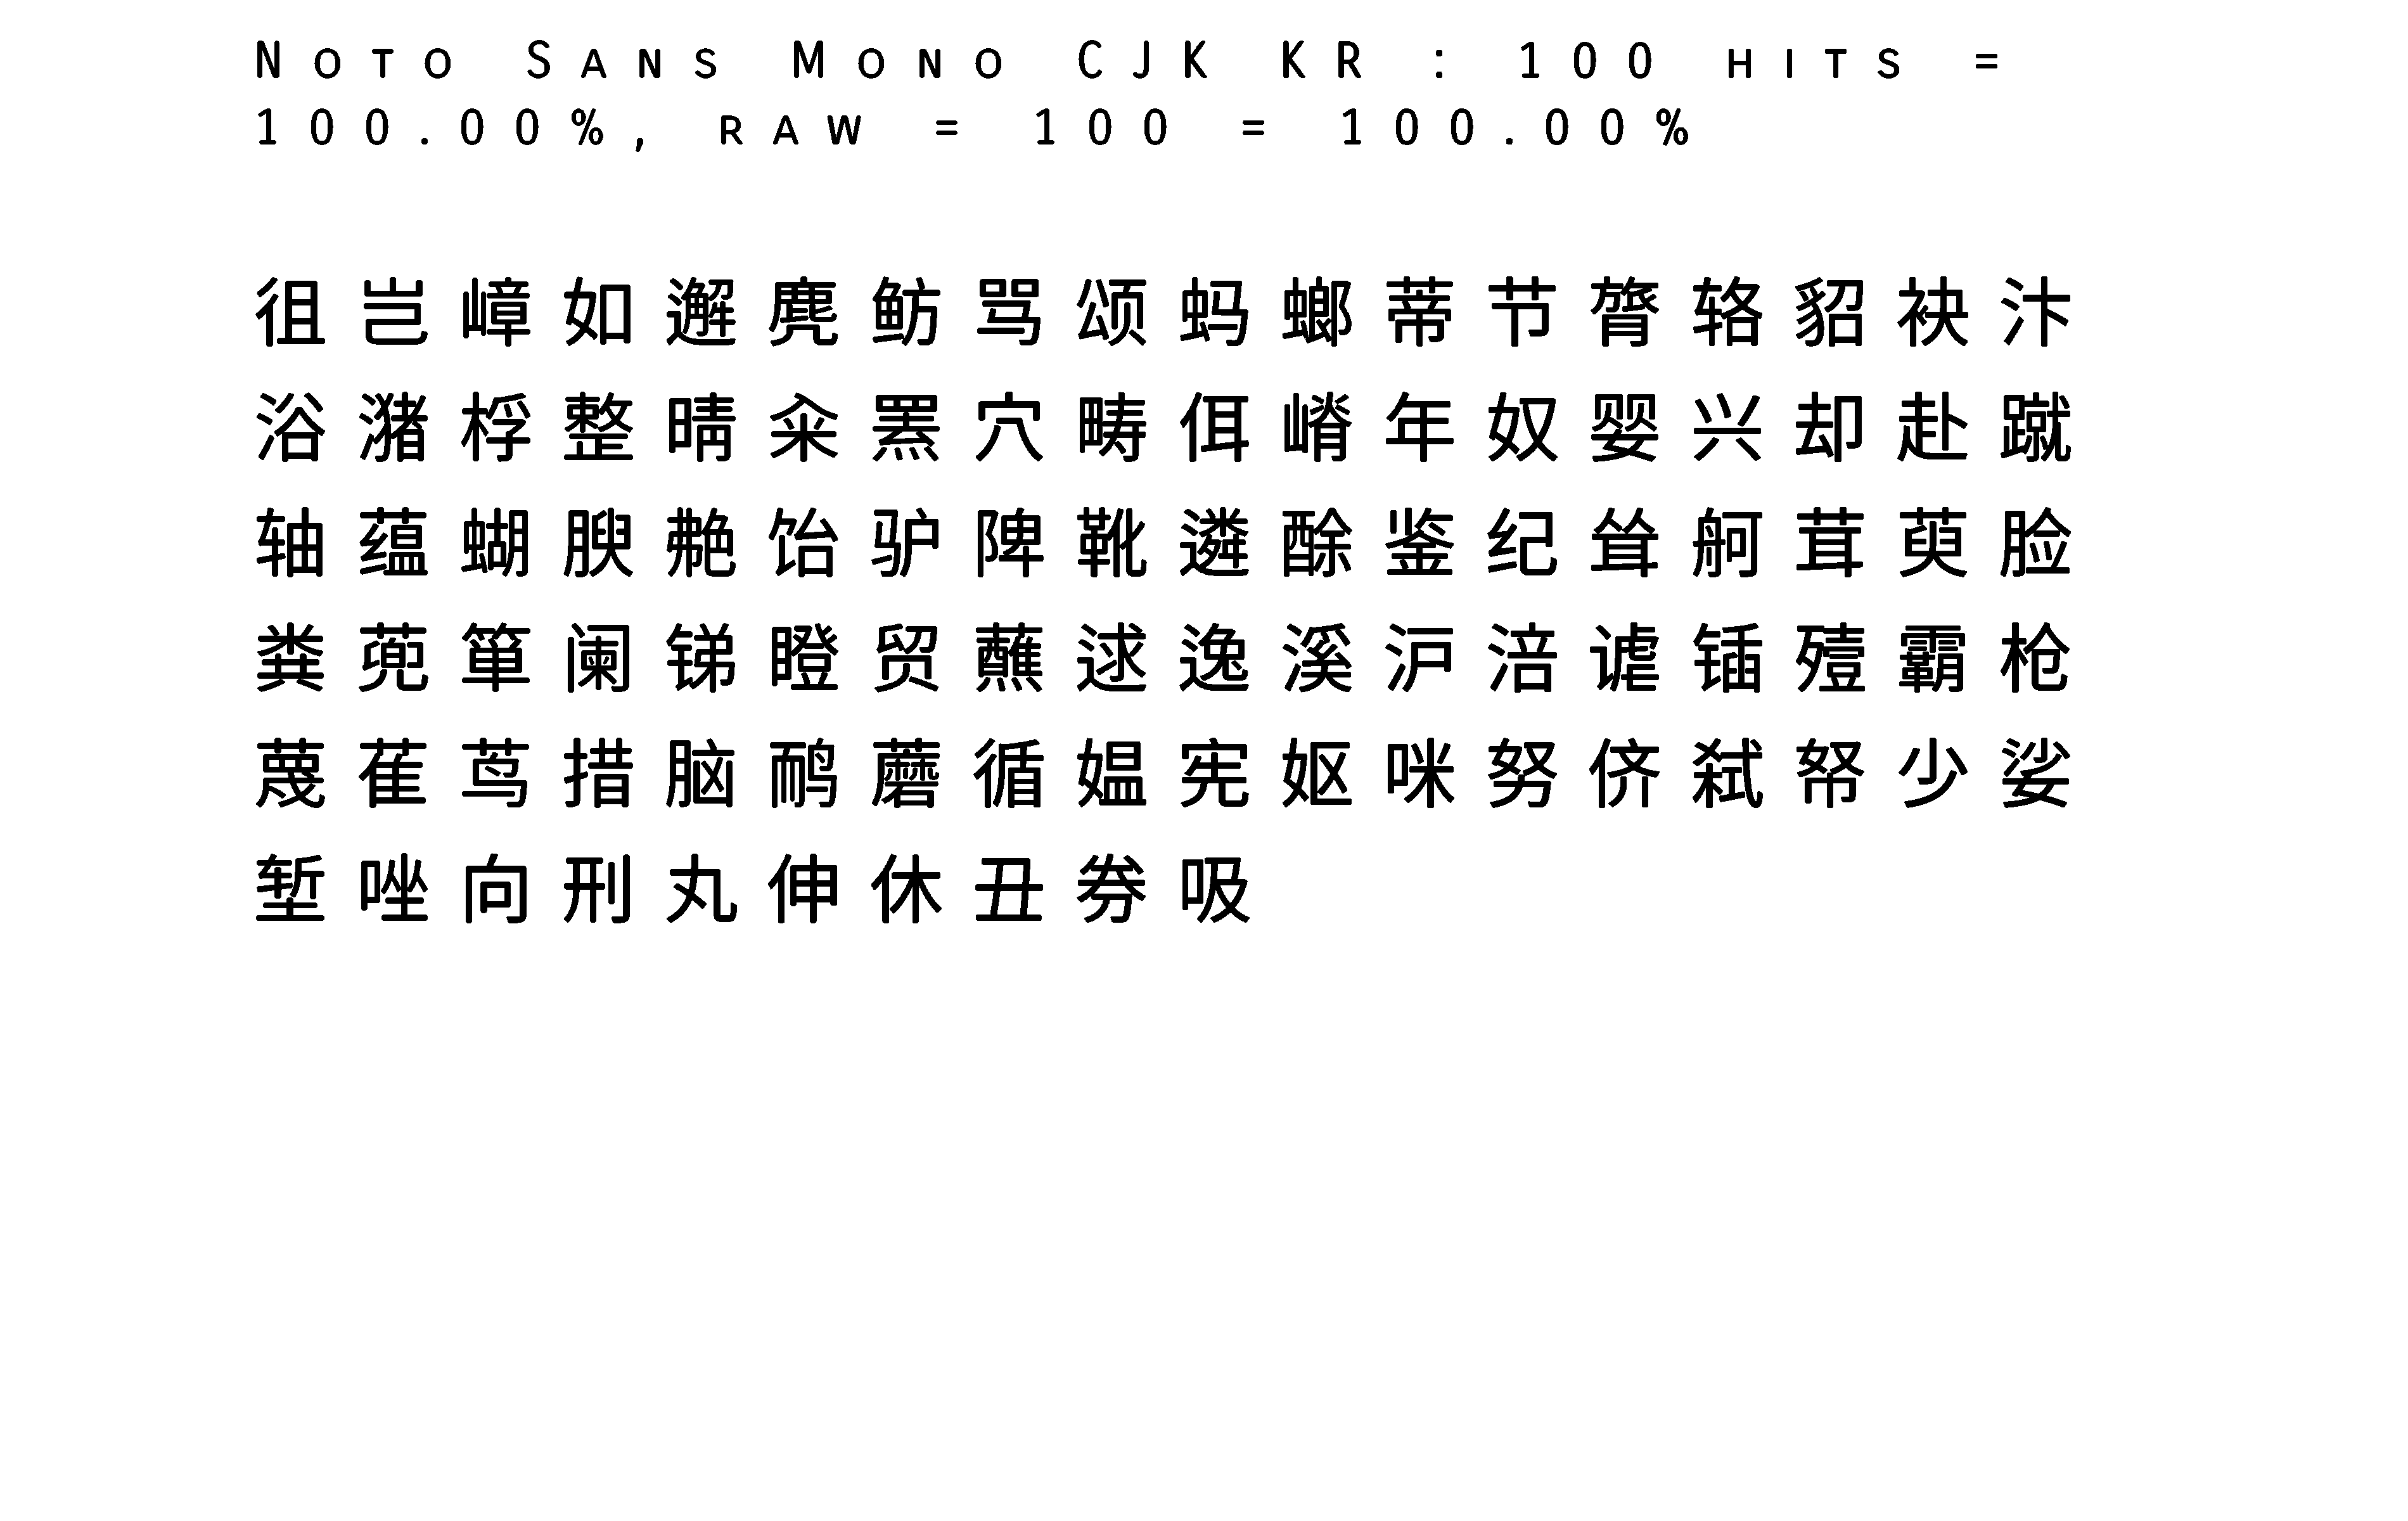 Noto Sans Mono CJK KR : 100 hits =
100.00%, raw = 100 = 100.00%
徂岂嶂如邂麂鲂骂颂蚂螂蒂节膂辂貂袂汴
浴潴桴整晴籴罴穴畴佴嵴年奴婴兴却赴蹴
轴蕴蝴腴艴饴驴陴靴遴酴鉴纪耸舸茸萸脸
粪蔸箪阑锑瞪贸蘸逑逸溪沪涪谑锸殪霸枪
蔑萑茑措脑鸸蘑循媪宪妪咪努侪弑帑少娑
堑唑向刑丸伸休丑券吸